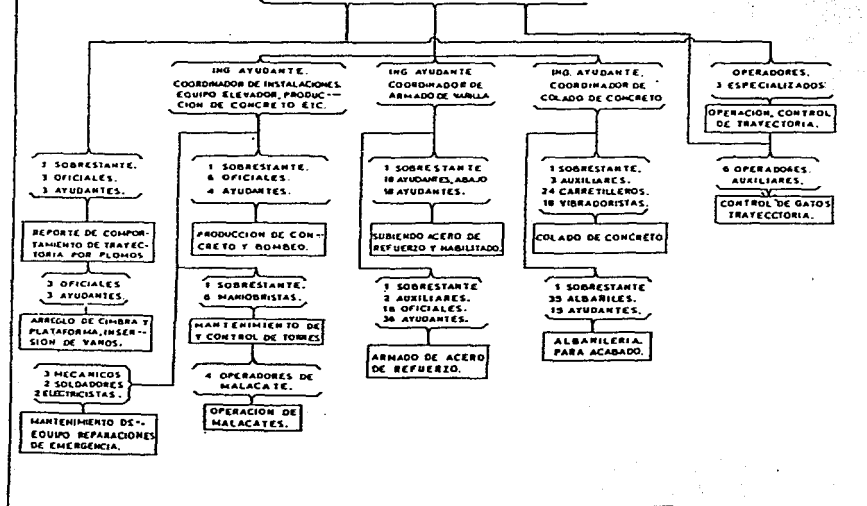 ING AYUDANTE.
COORDINADOR DE INSTALACIONES
EQUIPO ELEVADOR, PRODUC--
CION DE CONCRETO ETC.
ING AYUDANTE
COORDINADOR DE
ARMADO DE VARILLA
ING. AYUDANTE.
COORDINADOR DE
COLADO DE CONCRETO
OPERADORES.
3 ESPECIALIZADOS
OPERACION, CONTROL
DE TRAYECTORIA.
SOBRESTANTE.
3 OFICIALES.
3 AYUDANTES.
1 SOBRESTANTE.
6 OFICIALES.
4 AYUDANTES.
1 SOBRESTANTE
18 AYUDANTES, ABAJO
18 AYUDANTES.
1 SOBRESTANTE.
3 AUXILIARES.
24 CARRETILLEROS.
18 VIBRADORISTAS.
6 OPERADORES
AUXILIARES.
CONTROL DE GATOS
TRAYECCTORIA.
REPORTE DE COMPOR-
TAMIENTO DE TRAYEC-
TORIA POR PLOMOS
PRODUCCION DE CON--
CRETO Y BOMBEO.
SUBIENDO ACERO DE
REFUERZO Y HABILITADO.
COLADO DE CONCRETO
3 OFICIALES
3 AYUDANTES.
1 SOBRESTANTE.
6 MANIOBRISTAS.
1 SOBRESTANTE
2 AUXILIARES.
18 OFICIALES.
36 AYUDANTES.
1 SOBRESTANTE
35 ALBAÑILES.
15 AYUDANTES.
ARREGLO DE CIMBRA Y
PLATAFORMA, INSER-
SION DE VANOS.
MANTENIMIENTO DE
Y CONTROL DE TORRES
ARMADO DE ACERO
DE REFUERZO.
ALBANILERIA.
PARA ACABADO.
3 MECANICOS
2 SOLDADORES
2 ELECTRICISTAS.
4 OPERADORES DE
MALACATE.
MANTENIMIENTO DE--
EQUIPO REPARACIONES
DE EMERGENCIA.
OPERACION DE
MALACATES.